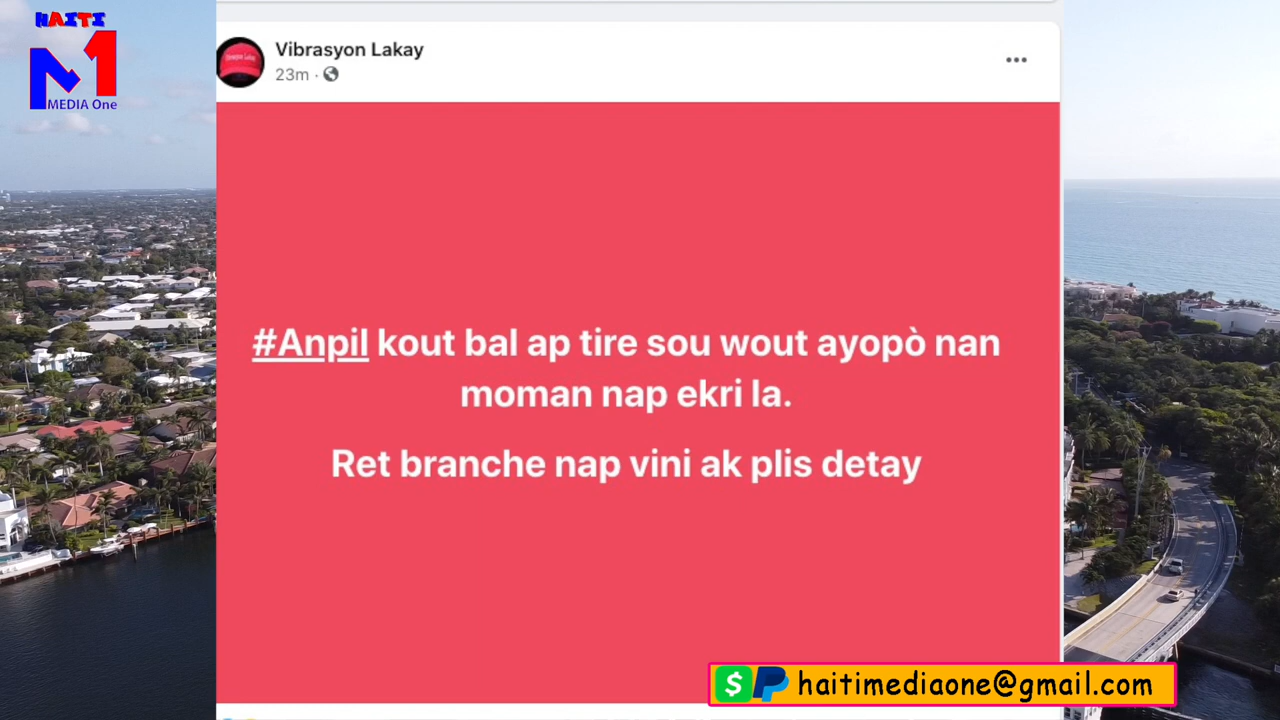 HAITI
M1
MEDIA One
Vibrasyon Lakay
23m ·
#Anpil kout bal ap tire sou wout ayopò nan
moman nap ekri la.
Ret branche nap vini ak plis detay
$ P haitimediaone@gmail.com